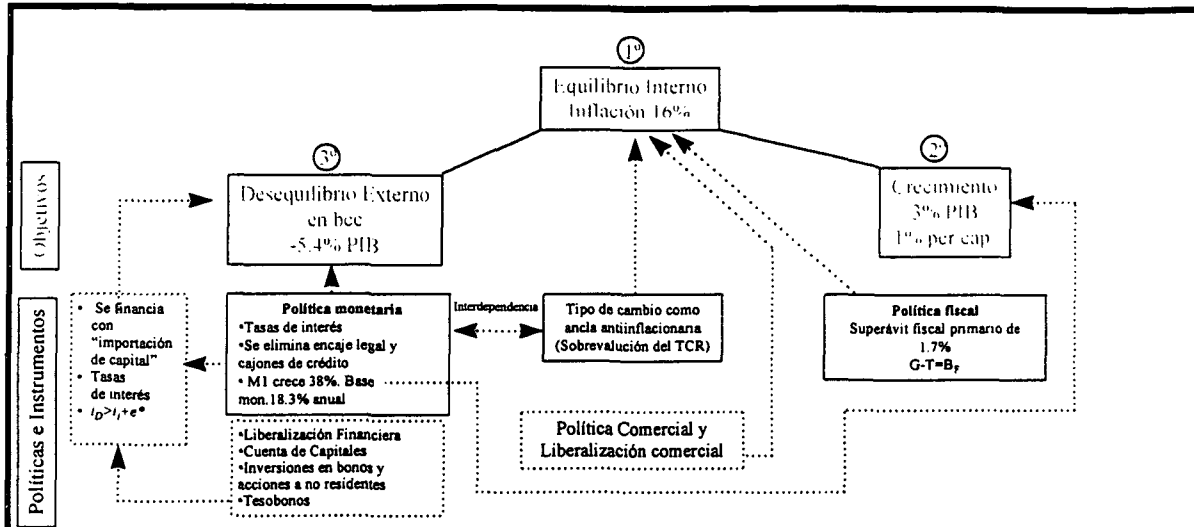 1º
Equilibrio Interno
Inflación 16%
3º
Desequilibrio Externo
en bcc
-5.4% PIB
2º
Crecimiento
3% PIB
1% per cap.
Objetivos
Políticas e Instrumentos
• Se financia
con
“importación
de capital”
• Tasas
de interés
• i_D>i_i+e*
Política monetaria
•Tasas de interés
•Se elimina encaje legal y
cajones de crédito
• M1 crece 38%. Base
mon.18.3% anual
Interdependencia
Tipo de cambio como
ancla antiinflacionaria
(Sobrevalución del TCR)
Política fiscal
Superávit fiscal primario de
1.7%
G-T=B_F
•Liberalización Financiera
•Cuenta de Capitales
•Inversiones en bonos y
acciones a no residentes
•Tesobonos
Política Comercial y
Liberalización comercial